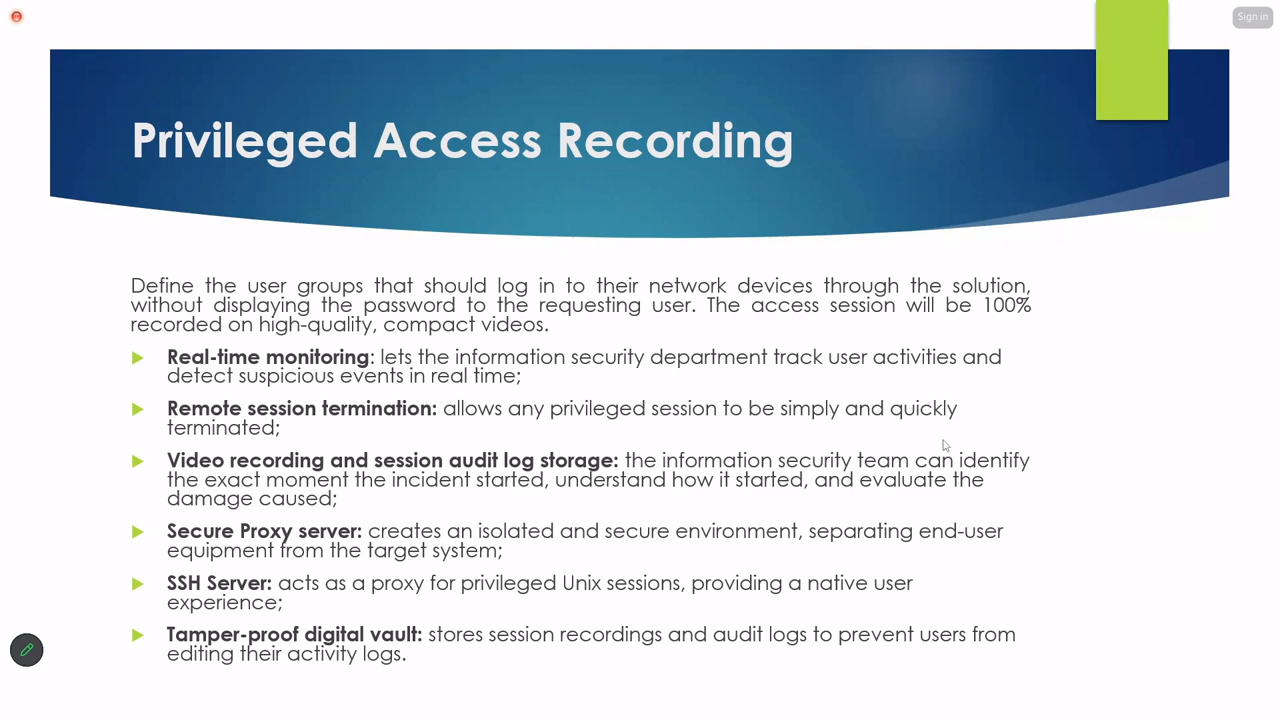 Sign in
Privileged Access Recording
Define the user groups that should log in to their network devices through the solution,
without displaying the password to the requesting user. The access session will be 100%
recorded on high-quality, compact videos.
Real-time monitoring: lets the information security department track user activities and
detect suspicious events in real time;
Remote session termination: allows any privileged session to be simply and quickly
terminated;
Video recording and session audit log storage: the information security team can identify
the exact moment the incident started, understand how it started, and evaluate the
damage caused;
Secure Proxy server: creates an isolated and secure environment, separating end-user
equipment from the target system;
SSH Server: acts as a proxy for privileged Unix sessions, providing a native user
experience;
Tamper-proof digital vault: stores session recordings and audit logs to prevent users from
editing their activity logs.